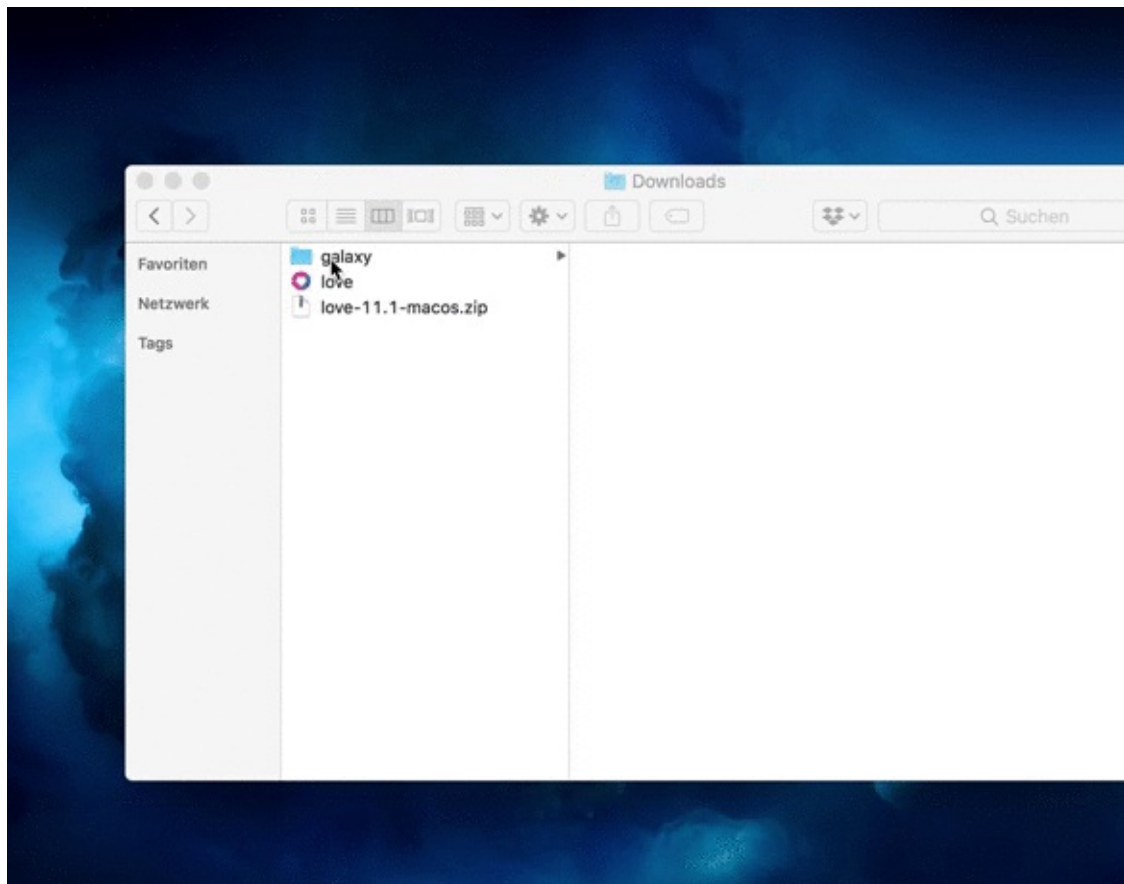 Downloads
Suchen
Favoriten
Netzwerk
Tags
galaxy
love
love-11.1-macos.zip